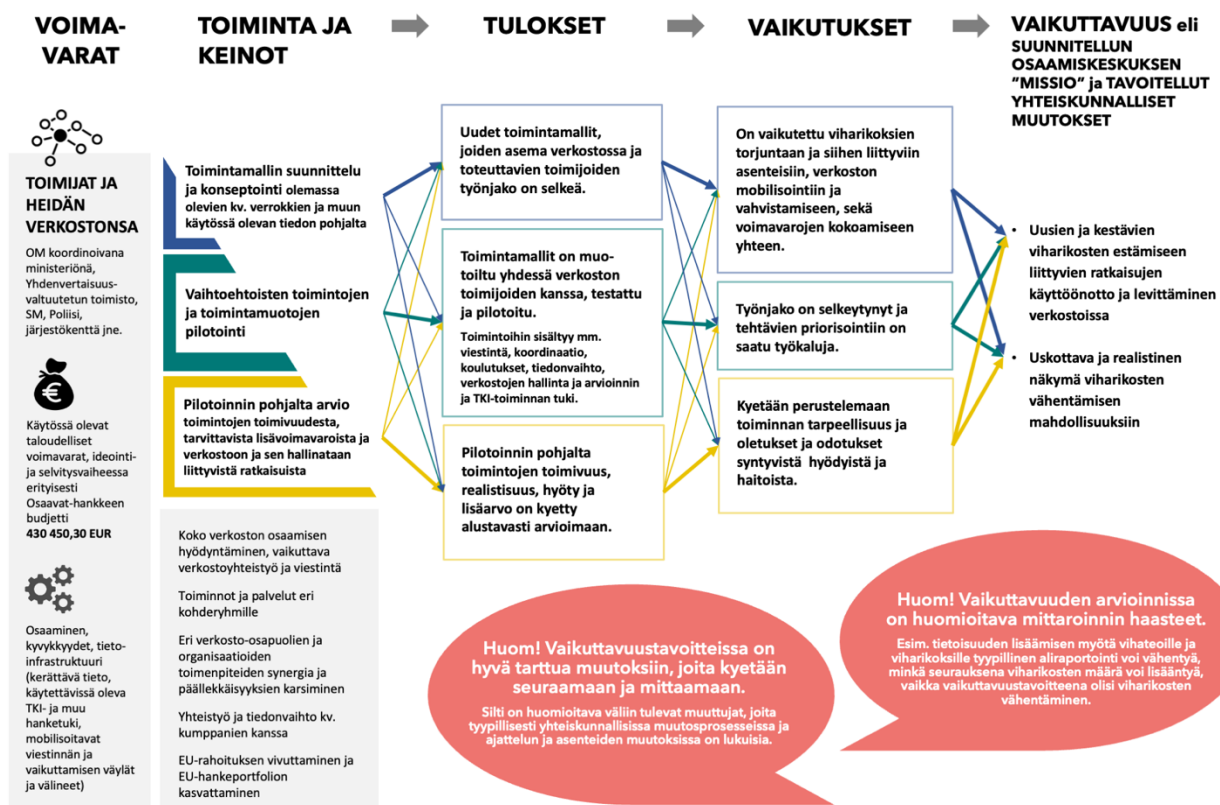 VOIMA-
VARAT
TOIMIJAT JA
HEIDÄN
VERKOSTONSA
OM koordinoivana
ministeriönä,
Yhdenvertaisuus-
valtuutetun toimisto,
SM, Poliisi,
järjestökenttä jne.
€
Käytössä olevat
taloudelliset
voimavarat, ideointi-
ja selvitysvaiheessa
erityisesti
Osaavat-hankkeen
budjetti
430 450,30 EUR
Osaaminen,
kyvykkyydet, tieto-
infrastruktuuri
(kerättävä tieto,
käytettävissä oleva
TKI- ja muu
hanketuki,
mobilisoitavat
viestinnän ja
vaikuttamisen väylät
ja välineet)
TOIMINTA JA
KEINOT
Toimintamallin suunnittelu
ja konseptointi olemassa
olevien kv. verrokkien ja muun
käytössä olevan tiedon pohjalta
Vaihtoehtoisten toimintojen
ja toimintamuotojen
pilotointi
Pilotoinnin pohjalta arvio
toimintojen toimivuudesta,
tarvittavista lisävoimavaroista ja
verkostoon ja sen hallinataan
liittyvistä ratkaisuista
Koko verkoston osaamisen
hyödyntäminen, vaikuttava
verkostoyhteistyö ja viestintä
Toiminnot ja palvelut eri
kohderyhmille
Eri verkosto-osapuolien ja
organisaatioiden
toimenpiteiden synergia ja
päällekkäisyyksien karsiminen
Yhteistyö ja tiedonvaihto kv.
kumppanien kanssa
EU-rahoituksen vivuttaminen ja
EU-hankeportfolion
kasvattaminen
TULOKSET
Uudet toimintamallit,
joiden asema verkostossa ja
toteuttavien toimijoiden
työnjako on selkeä.
Toimintamallit on muo-
toiltu yhdessä verkoston
toimijoiden kanssa, testattu
ja pilotoitu.
Toimintoihin sisältyy mm.
viestintä, koordinaatio,
koulutukset, tiedonvaihto,
verkostojen hallinta ja arvioinnin
ja TKI-toiminnan tuki.
Pilotoinnin pohjalta
toimintojen toimivuus,
realistisuus, hyöty ja
lisäarvo on kyetty
alustavasti arvioimaan.
VAIKUTUKSET
On vaikutettu viharikoksien
torjuntaan ja siihen liittyviin
asenteisiin, verkoston
mobilisointiin ja
vahvistamiseen, sekä
voimavarojen kokoamiseen
yhteen.
Työnjako on selkeytynyt ja
tehtävien priorisointiin on
saatu työkaluja.
Kyetään perustelemaan
toiminnan tarpeellisuus ja
oletukset ja odotukset
syntyvistä hyödyistä ja
haitoista.
VAIKUTTAVUUS eli
SUUNNITELLUN
OSAAMISKESKUKSEN
"MISSIO" ja TAVOITELLUT
YHTEISKUNNALLISET
MUUTOKSET
• Uusien ja kestävien
viharikosten estämiseen
liittyvien ratkaisujen
käyttöönotto ja levittäminen
verkostoissa
• Uskottava ja realistinen
näkymä viharikosten
vähentämisen
mahdollisuuksiin
Huom! Vaikuttavuustavoitteissa on
hyvä tarttua muutoksiin, joita kyetään
seuraamaan ja mittaamaan.
Silti on huomioitava väliin tulevat muuttujat, joita
tyypillisesti yhteiskunnallisissa muutosprosesseissa ja
ajattelun ja asenteiden muutoksissa on lukuisia.
Huom! Vaikuttavuuden arvioinnissa
on huomioitava mittaroinnin haasteet.
Esim. tietoisuuden lisäämisen myötä vihateoille ja
viharikoksille tyypillinen aliraportointi voi vähentyä,
minkä seurauksena viharikosten määrä voi lisääntyä,
vaikka vaikuttavuustavoitteena olisi viharikosten
vähentäminen.